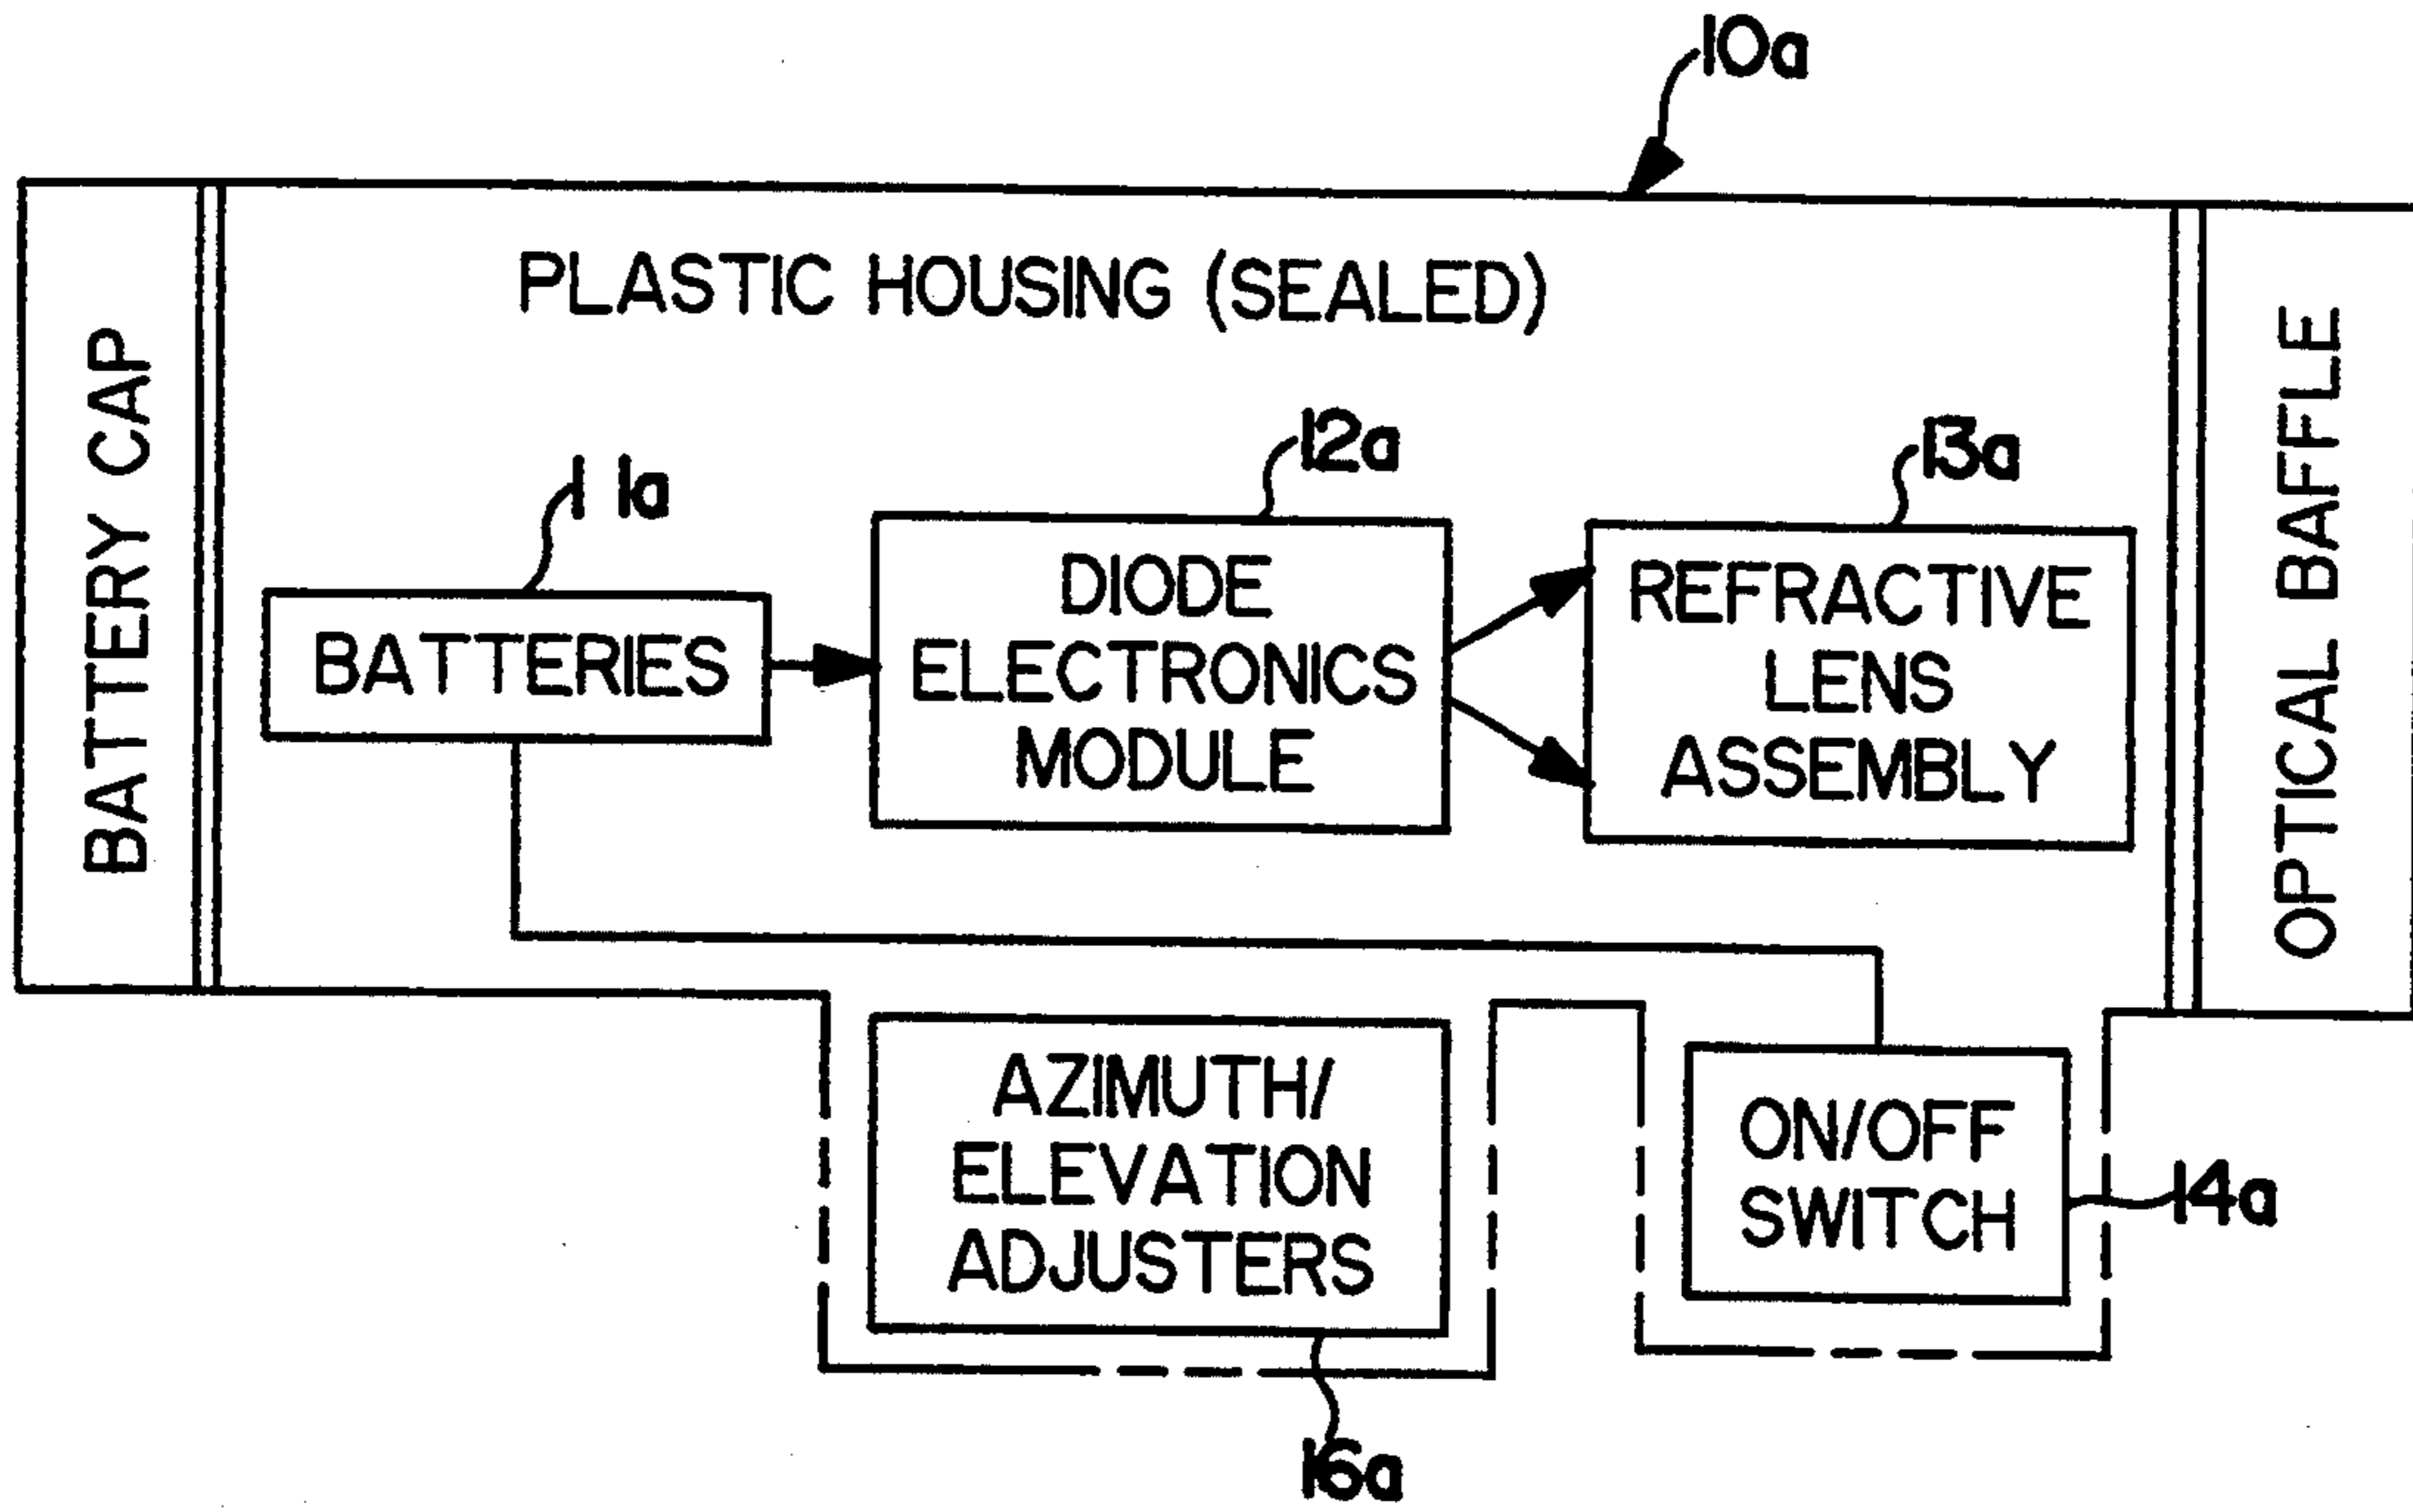 10a
PLASTIC HOUSING (SEALED)
BATTERY CAP
OPTICAL BAFFLE
11a
12a
13a
BATTERIES
DIODE
ELECTRONICS
MODULE
REFRACTIVE
LENS
ASSEMBLY
AZIMUTH/
ELEVATION
ADJUSTERS
ON/OFF
SWITCH
14a
16a